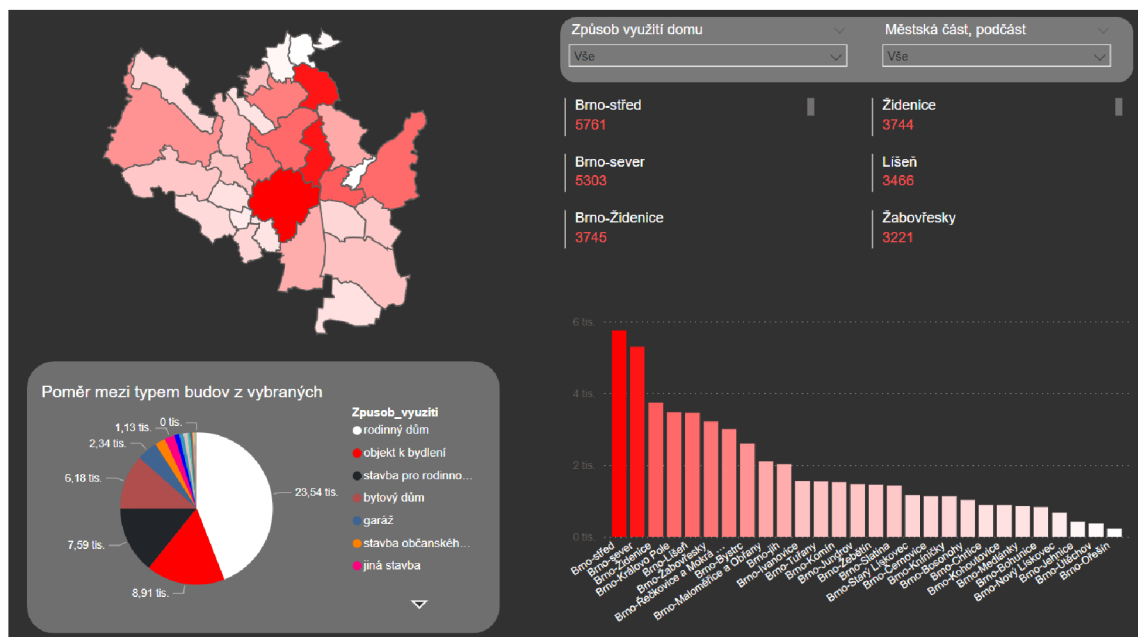 Způsob využití domu
Vše
Městská část, podčást
Vše
Brno-střed
5761
Židenice
3744
Brno-sever
5303
Líšeň
3466
Brno-Židenice
3745
Žabovřesky
3221
6 tis.
4 tis.
2 tis.
0 tis.
Brno-střed
Brno-sever
Brno-Židenice
Brno-Královo Pole
Brno-Líšeň
Brno-Žabovřesky
Brno-Řečkovice a Mokrá ...
Brno-Bystrc
Brno-Maloměřice a Obřany
Brno-jih
Brno-Ivanovice
Brno-Tuřany
Brno-Komín
Brno-Jundrov
Brno-Žebětín
Brno-Slatina
Brno-Starý Lískovec
Brno-Černovice
Brno-Kníničky
Brno-Bosonohy
Brno-Chrlice
Brno-Kohoutovice
Brno-Medlánky
Brno-Bohunice
Brno-Nový Lískovec
Brno-Jehnice
Brno-Útěchov
Brno-Ořešín
Poměr mezi typem budov z vybraných
0 tis.
1,13 tis.
2,34 tis.
6,18 tis.
7,59 tis.
8,91 tis.
23,54 tis.
Zpusob_vyuziti
rodinný dům
objekt k bydlení
stavba pro rodinno...
bytový dům
garáž
stavba občanskéh...
jiná stavba